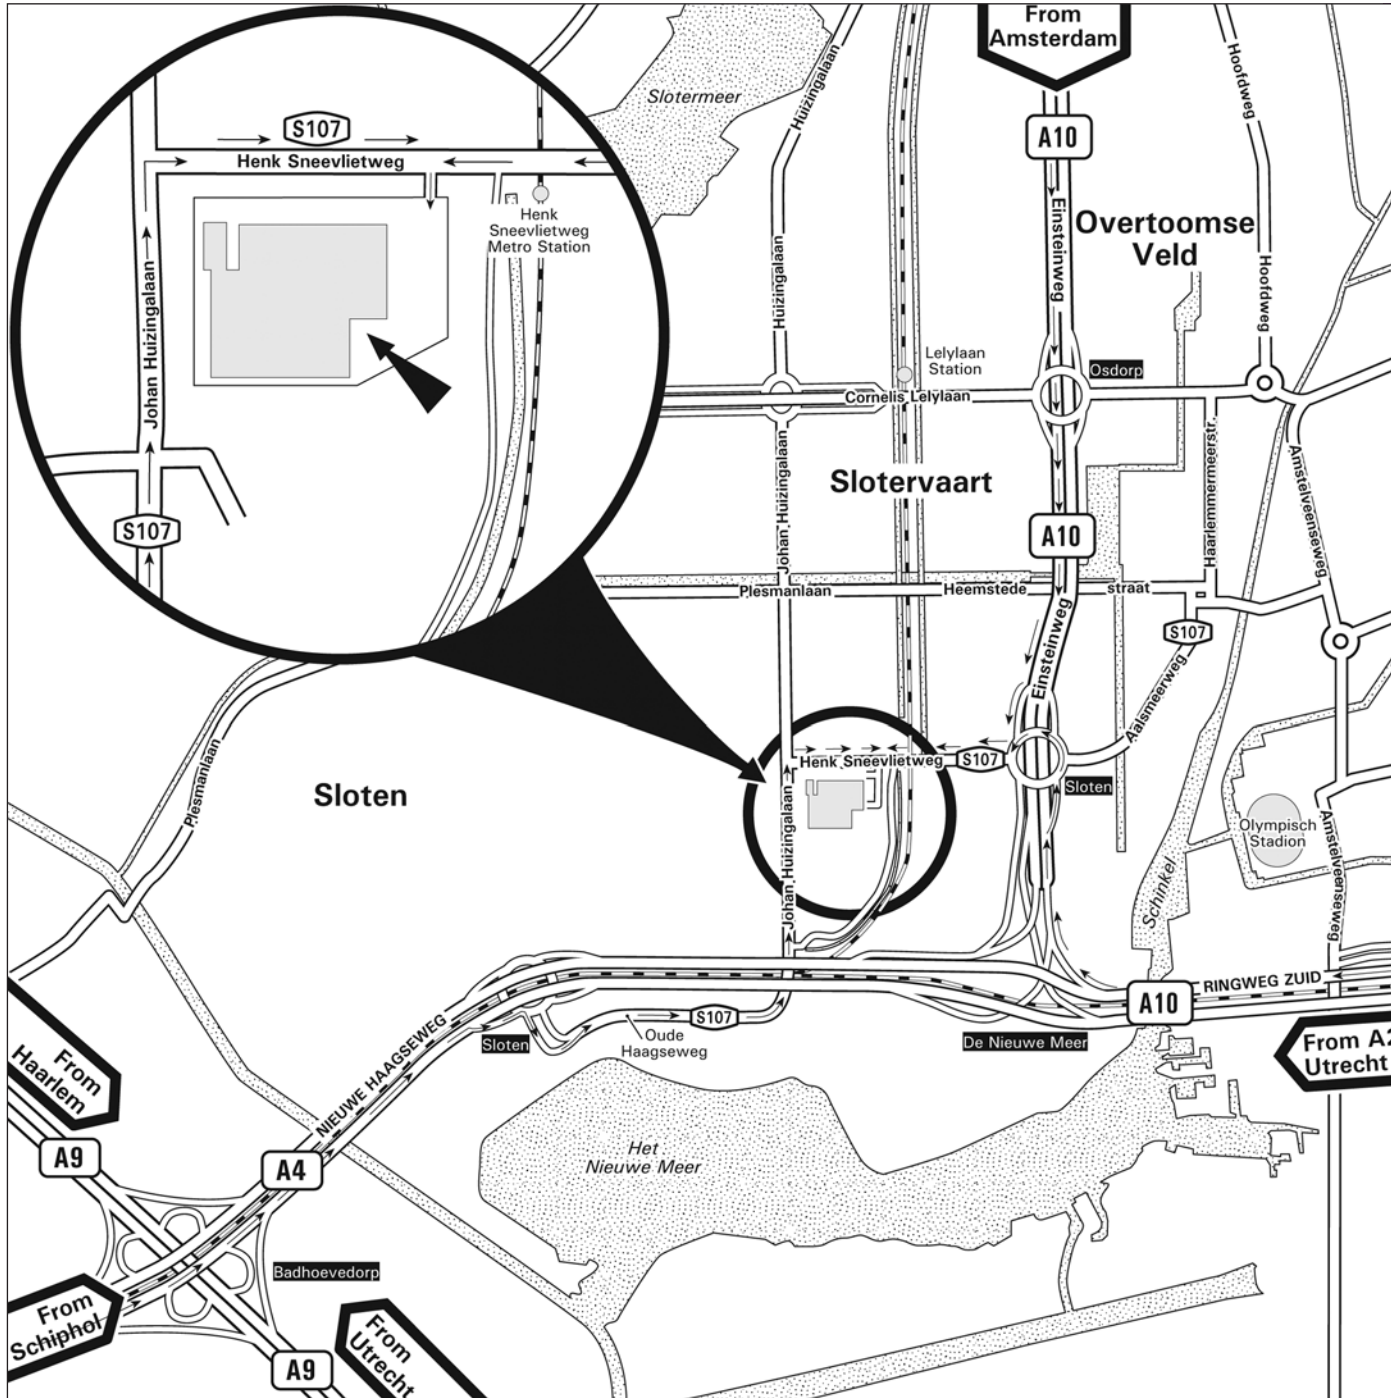 From
Amsterdam
A10
Hoofdweg
Huizingalaan
Slotermeer
S107
Henk Sneevlietweg
Henk
Sneevlietweg
Metro Station
Johan Huizingalaan
S107
Einsteinweg
Overtoomse
Veld
Huizingalaan
Hoofdweg
Lelylaan
Station
Osdorp
Cornelis Lelylaan
Johan Huizingalaan
Slotervaart
A10
Haarlemmermeerstr.
Amstelveenseweg
Plesmanlaan
Heemstede
straat
S107
Einsteinweg
Aalsmeerweg
Plesmanlaan
Sloten
Henk Sneevlietweg
S107
Sloten
Johan Huizingalaan
Olympisch
Stadion
Amstelveenseweg
Schinkel
RINGWEG ZUID
A10
NIEUWE HAAGSEWEG
S107
Sloten
Oude
Haagseweg
De Nieuwe Meer
From A2
Utrecht
From
Haarlem
A9
A4
Het
Nieuwe Meer
Badhoevedorp
From
Schiphol
A9
From
Utrecht